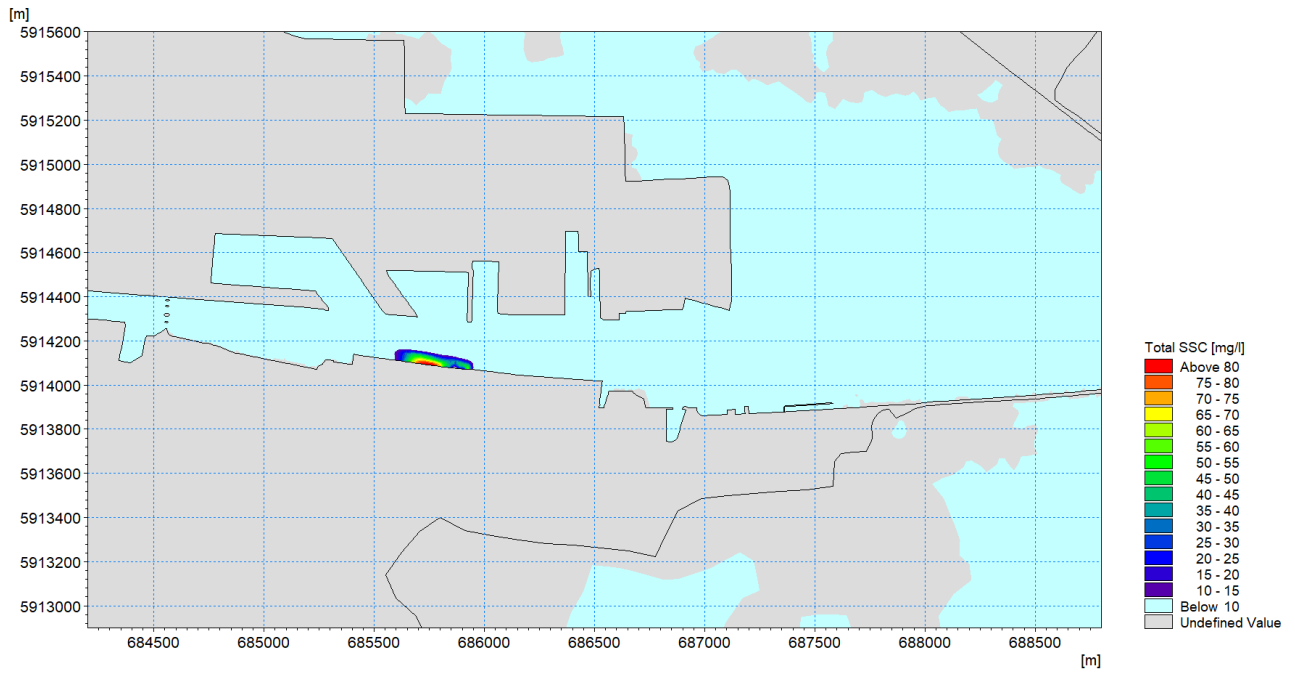 [m]
5915600
5915400
5915200
5915000
5914800
5914600
5914400
5914200
5914000
5913800
5913600
5913400
5913200
5913000
684500 685000 685500 686000 686500 687000 687500 688000 688500
[m]
Total SSC [mg/l]
Above 80
75 - 80
70 - 75
65 - 70
60 - 65
55 - 60
50 - 55
45 - 50
40 - 45
35 - 40
30 - 35
25 - 30
20 - 25
15 - 20
10 - 15
Below 10
Undefined Value